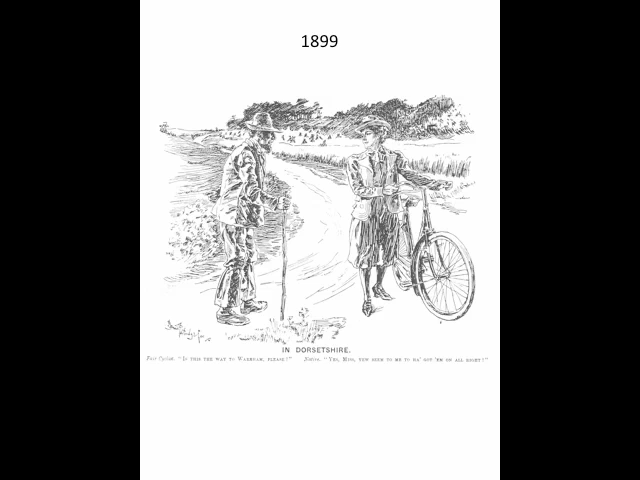 1899
IN DORSETSHIRE.
Fair Cyclist. "IS THIS THE WAY TO WAREHAM, PLEASE?" Native. "YES, MISS, YEW SEEM TO ME TO HA' GOT 'EM ON ALL RIGHT!"